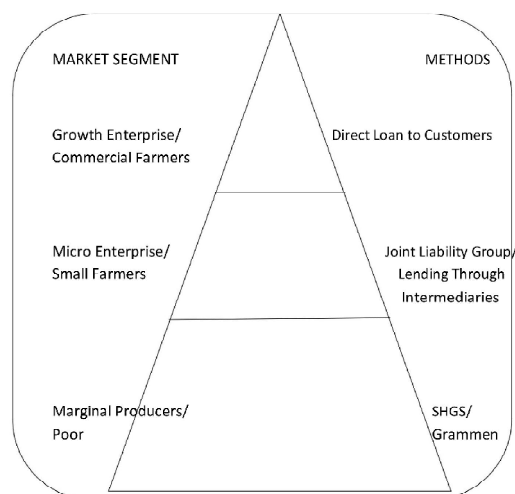 MARKET SEGMENT
METHODS
Growth Enterprise/
Commercial Farmers
Direct Loan to Customers
Micro Enterprise/
Small Farmers
Joint Liability Group/
Lending Through
Intermediaries
Marginal Producers/
Poor
SHGS/
Grammen